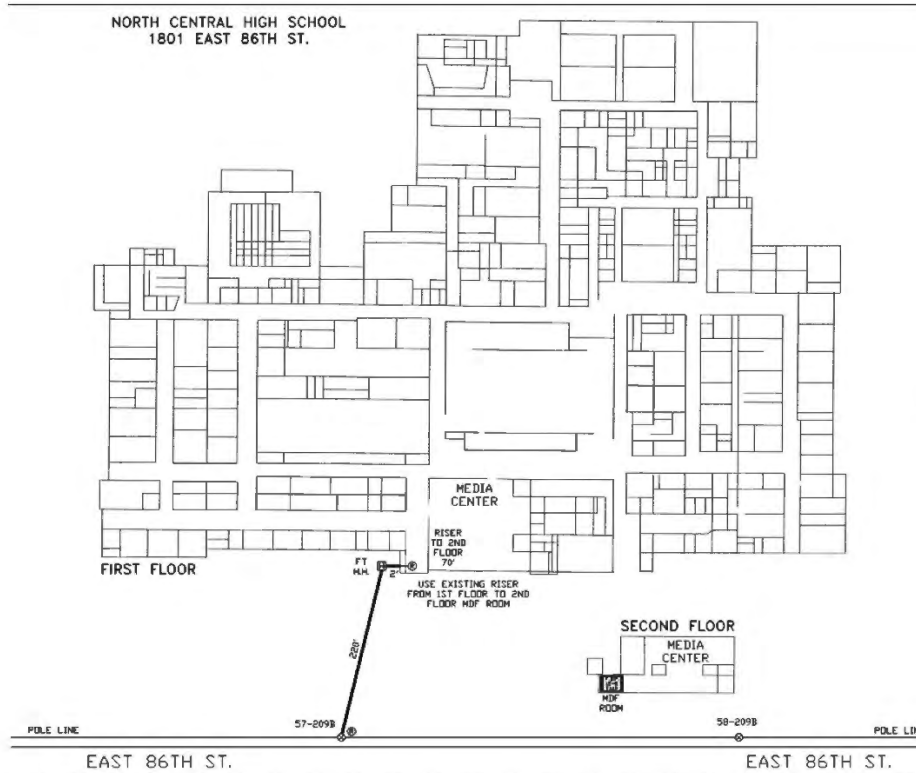 NORTH CENTRAL HIGH SCHOOL
1801 EAST 86TH ST.
MEDIA
CENTER
RISER
TO 2ND
FLOOR
70'
FIRST FLOOR
FT
H.H.
2'
R
USE EXISTING RISER
FROM 1ST FLOOR TO 2ND
FLOOR MDF ROOM
220'
SECOND FLOOR
MEDIA
CENTER
MDF
ROOM
57-209B
R
58-209B
POLE LINE
POLE LIN
EAST 86TH ST.
EAST 86TH ST.